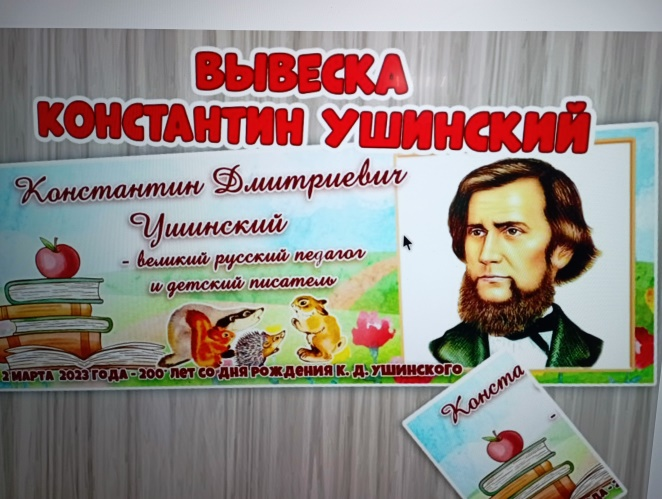 ВЫВЕСКА
КОНСТАНТИН УШИНСКИЙ
Константин Дмитриевич
Ушинский
- великий русский педагог
и детский писатель
2 МАРТА 2023 ГОДА - 200 ЛЕТ СО ДНЯ РОЖДЕНИЯ К. Д. УШИНСКОГО
Конста
-